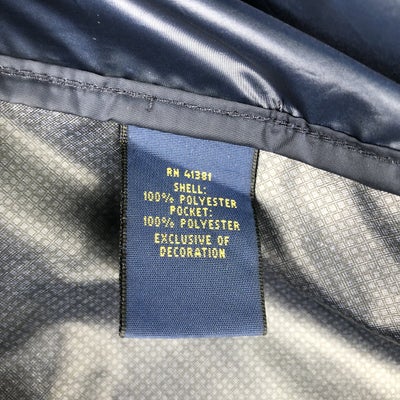 RN 41381
SHELL:
100% POLYESTER
POCKET:
100% POLYESTER
EXCLUSIVE OF
DECORATION